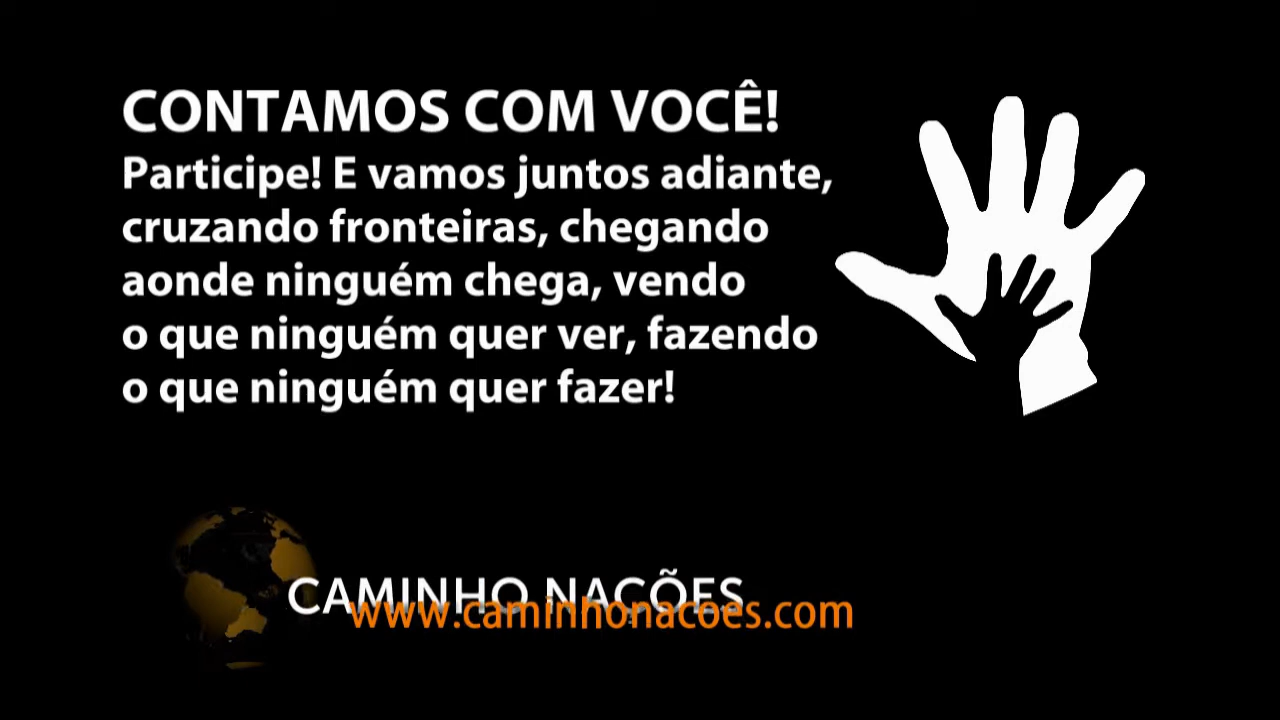 CONTAMOS COM VOCÊ!
Participe! E vamos juntos adiante,
cruzando fronteiras, chegando
aonde ninguém chega, vendo
o que ninguém quer ver, fazendo
o que ninguém quer fazer!
CAMINHO NAÇÕES
www.caminhonacoes.com